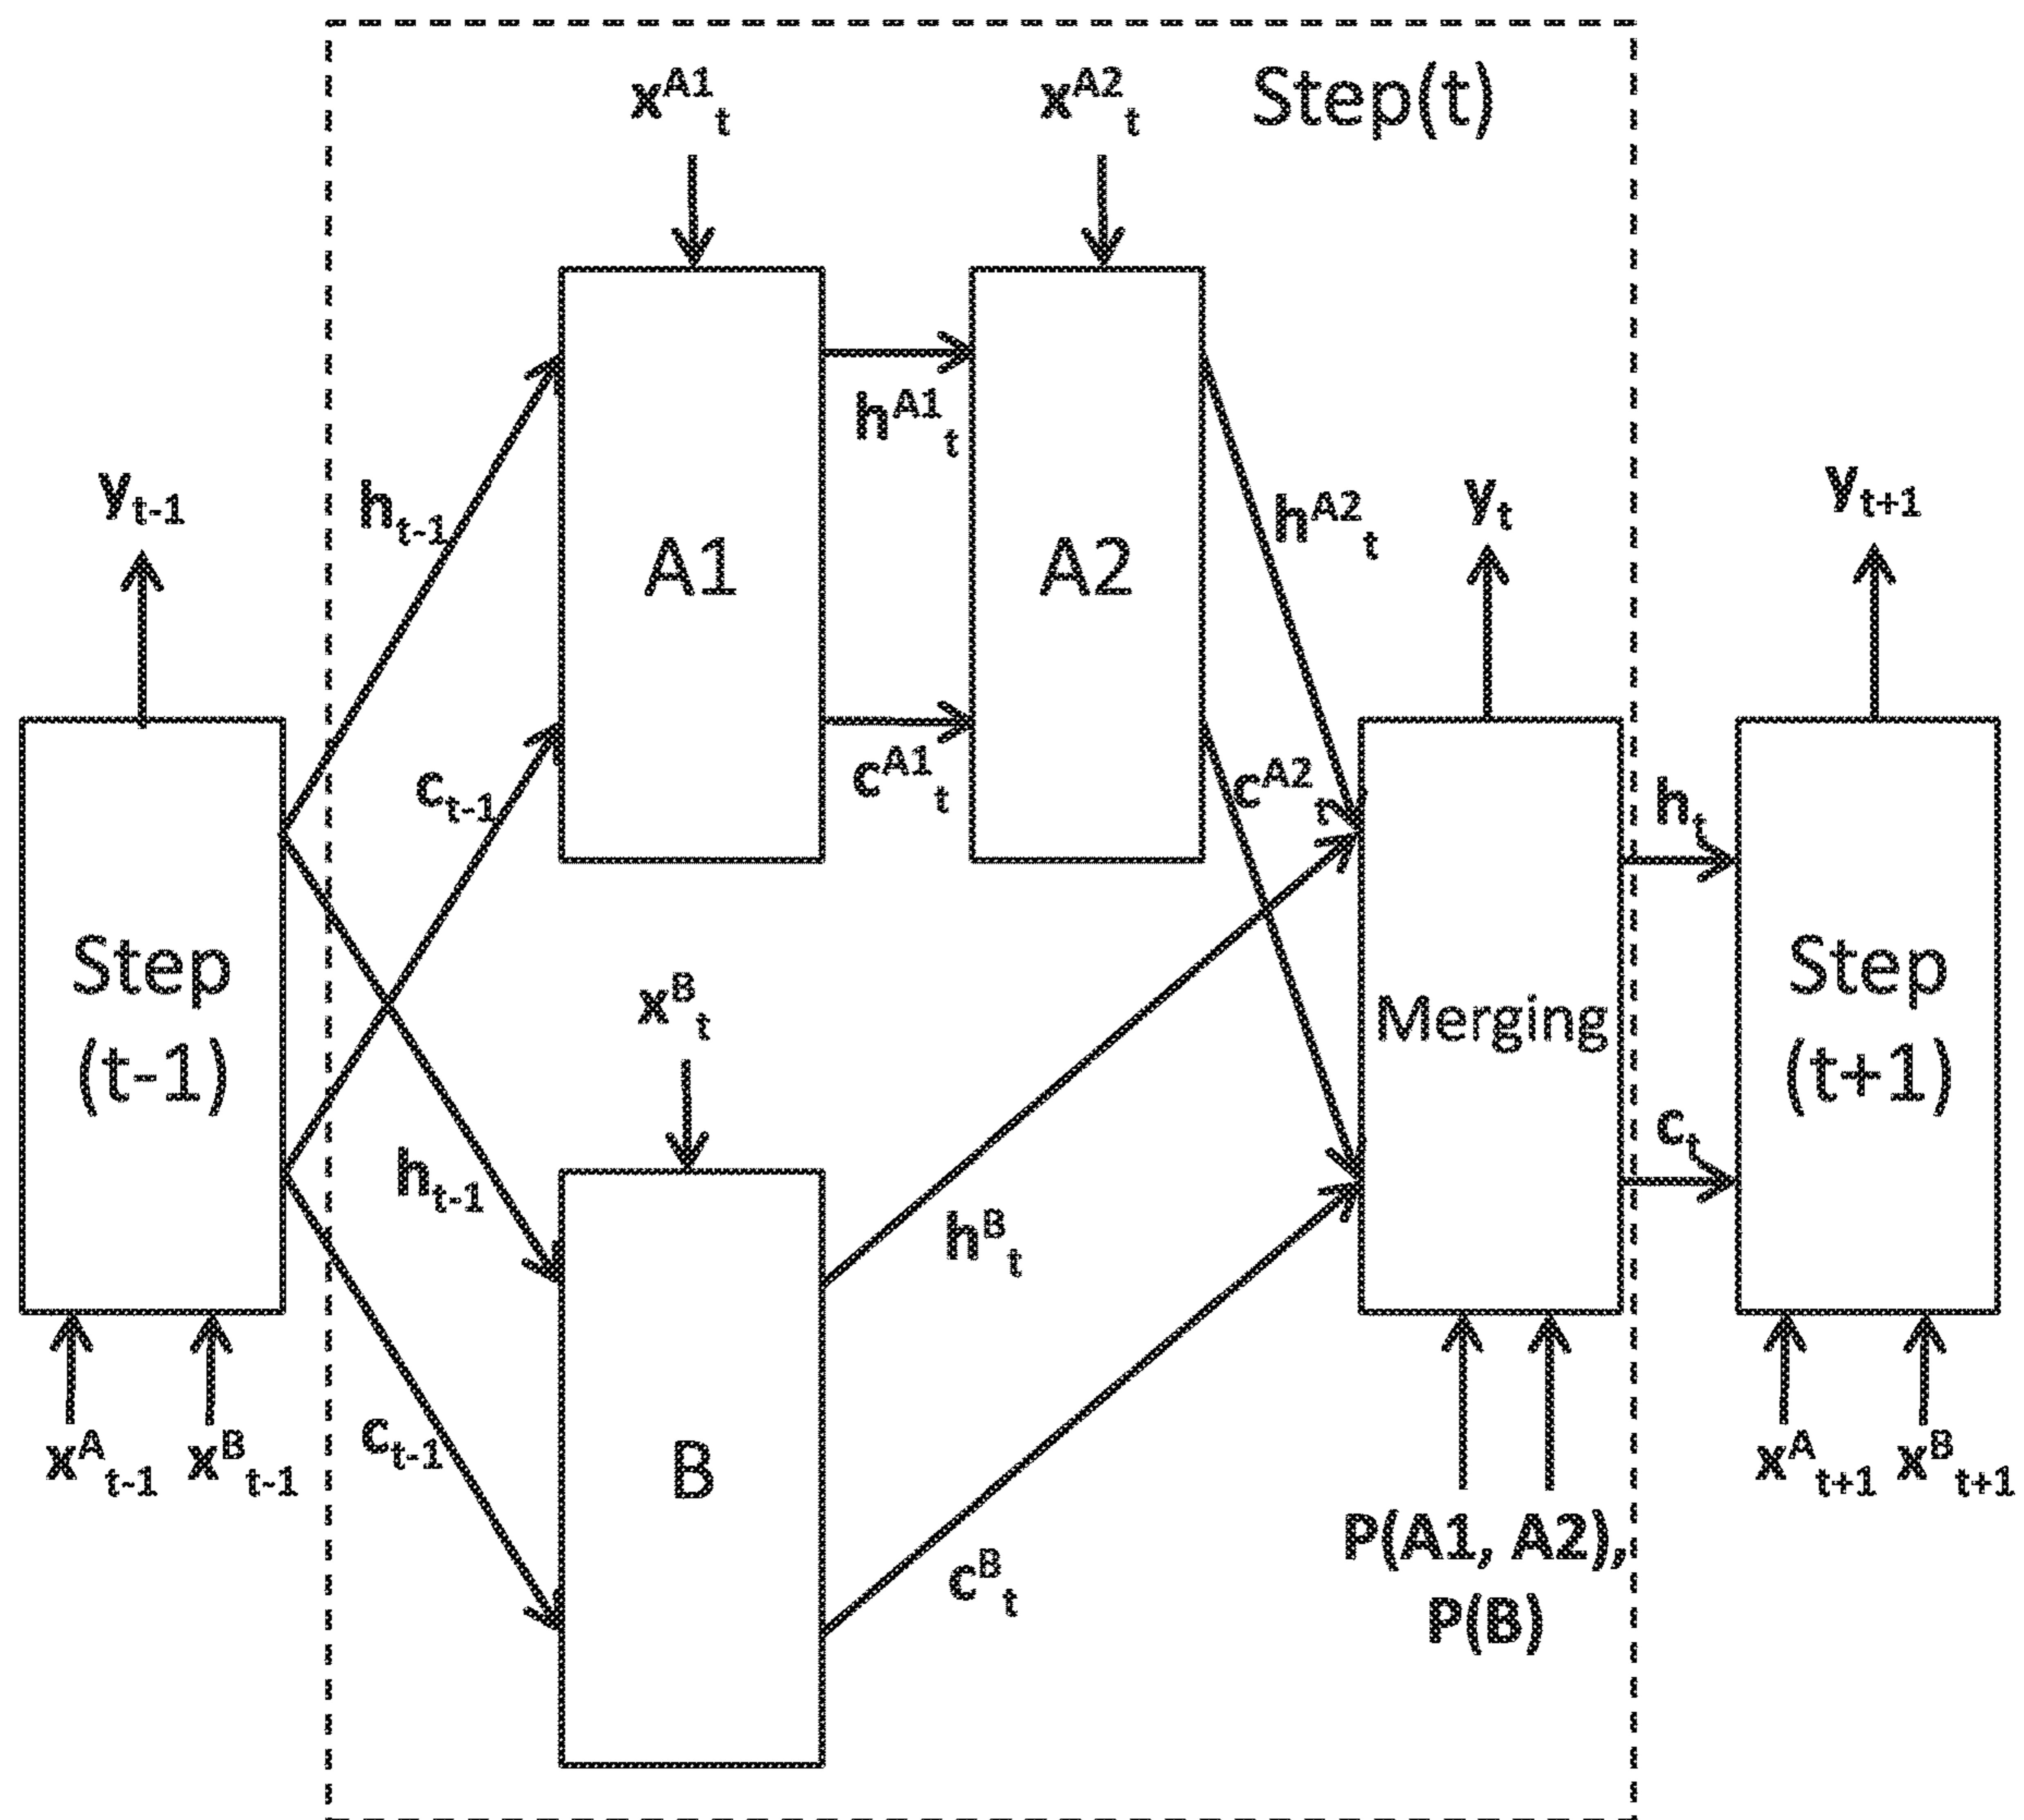 x^A1_t
x^A2_t
Step(t)
h^A1_t
y_t-1
h_t-1
A1
A2
h^A2_t
y_t
y_t+1
c_t-1
c^A1_t
c^A2_t
h_t
Step
(t-1)
x^B_t
Merging
Step
(t+1)
h_t-1
h^B_t
c_t
x^A_t-1
x^B_t-1
c_t-1
B
c^B_t
P(A1, A2),
P(B)
x^A_t+1
x^B_t+1